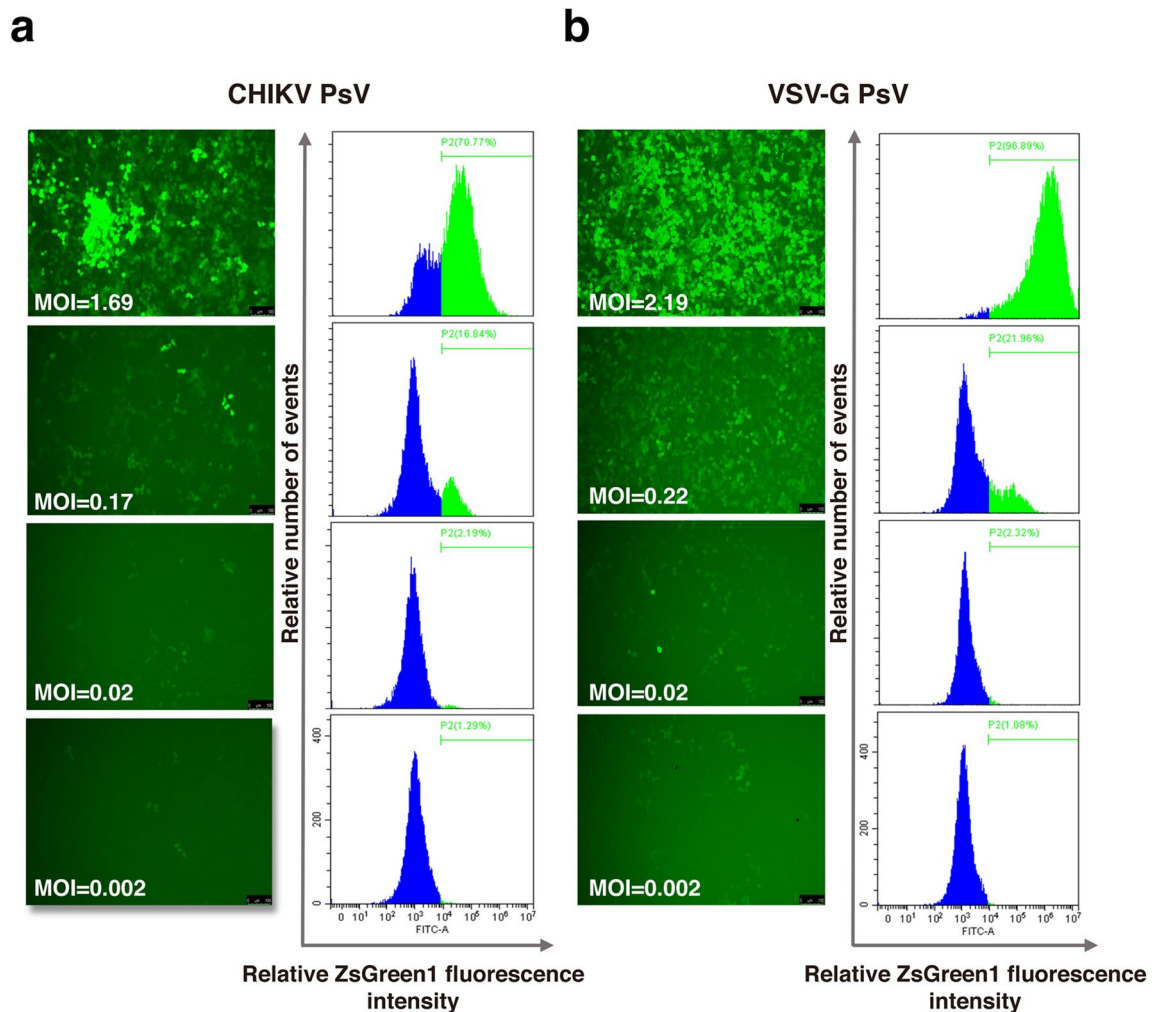 a
b
CHIKV PsV
VSV-G PsV
MOI=1.69
MOI=0.17
MOI=0.02
MOI=0.002
Relative number of events
P2(70.77%)
P2(16.84%)
P2(2.19%)
P2(1.29%)
400
200
0
0 10¹ 10² 10³ 10⁴ 10⁵ 10⁶ 10⁷
FITC-A
Relative ZsGreen1 fluorescence
intensity
MOI=2.19
MOI=0.22
MOI=0.02
MOI=0.002
Relative number of events
P2(96.89%)
P2(21.96%)
P2(2.32%)
P2(1.08%)
400
200
0
0 10¹ 10² 10³ 10⁴ 10⁵ 10⁶ 10⁷
FITC-A
Relative ZsGreen1 fluorescence
intensity